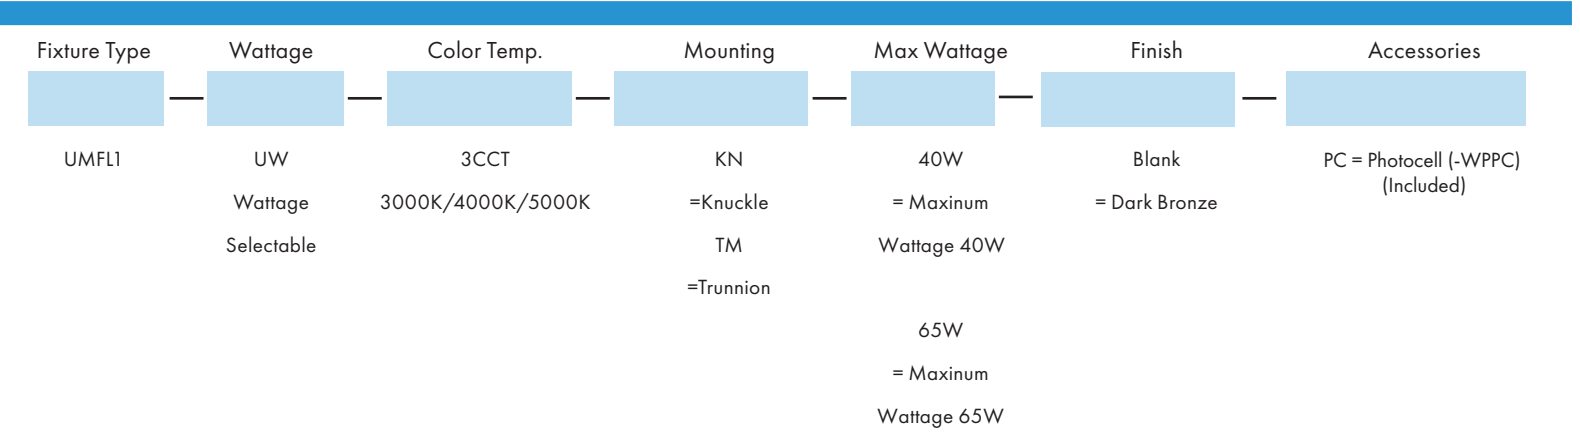 Fixture Type
Wattage
Color Temp.
Mounting
Max Wattage
Finish
Accessories
UMFL1
UW
Wattage
Selectable
3CCT
3000K/4000K/5000K
KN
=Knuckle
TM
=Trunnion
40W
= Maxinum
Wattage 40W
65W
= Maxinum
Wattage 65W
Blank
= Dark Bronze
PC = Photocell (-WPPC)
(Included)